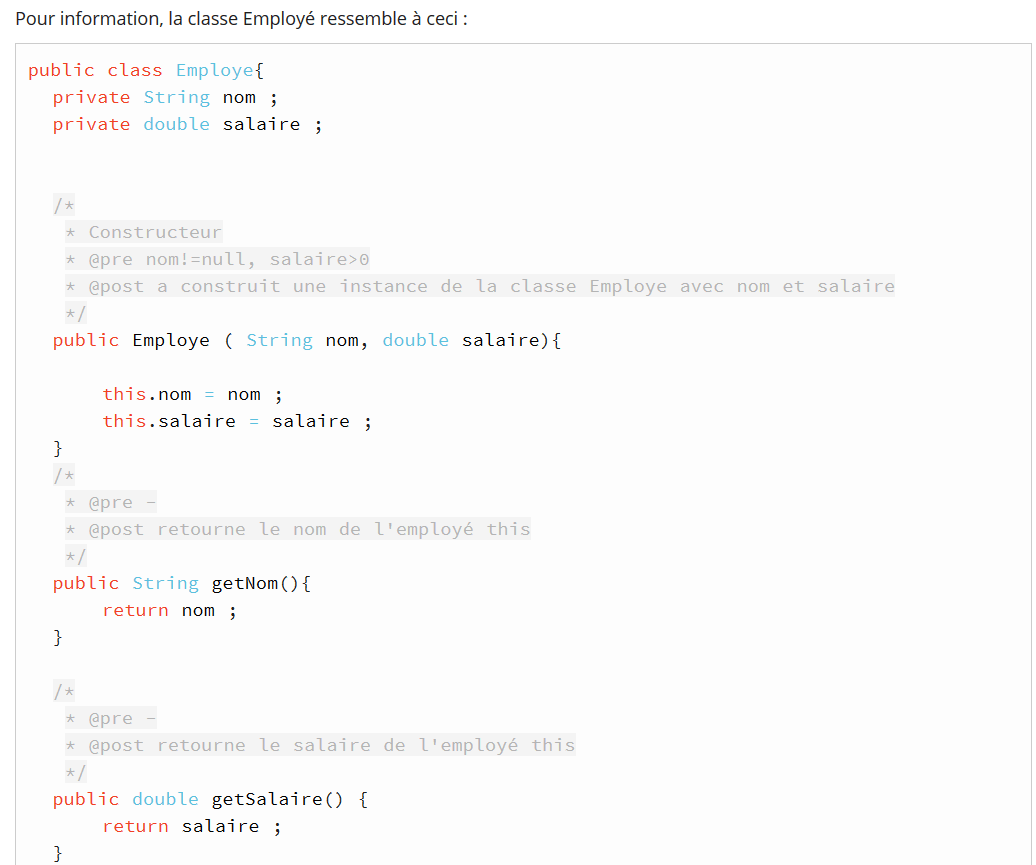 Pour information, la classe Employé ressemble à ceci :
public class Employe{
private String nom ;
private double salaire ;
/*
* Constructeur
* @pre nom!=null, salaire>0
* @post a construit une instance de la classe Employe avec nom et salaire
*/
public Employe ( String nom, double salaire){
this.nom = nom ;
this.salaire = salaire ;
}
/*
* @pre -
* @post retourne le nom de l'employé this
*/
public String getNom(){
return nom ;
}
/*
* @pre -
* @post retourne le salaire de l'employé this
*/
public double getSalaire() {
return salaire ;
}